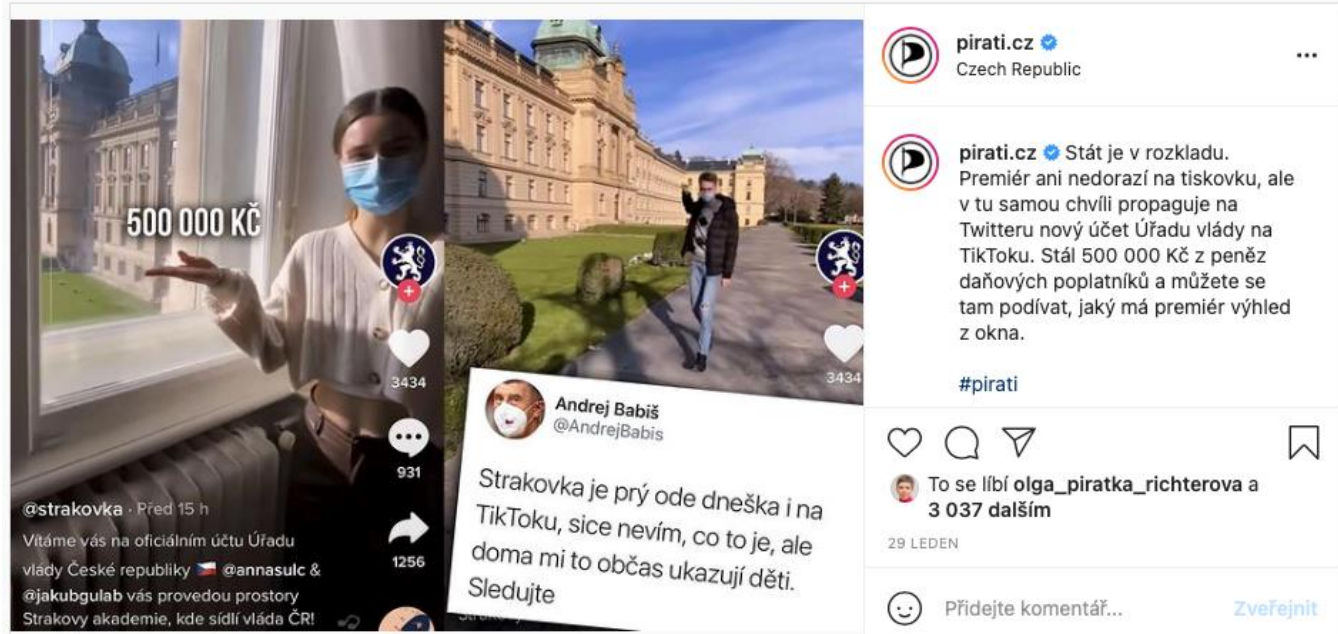 500 000 KČ
3434
931
1256
@strakovka · Před 15 h
Vítáme vás na oficiálním účtu Úřadu
vlády České republiky 🇨🇿 @annasulc &
@jakubgulab vás provedou prostory
Strakovy akademie, kde sídlí vláda ČR!
3434
Andrej Babiš
@AndrejBabis
Strakovka je prý ode dneška i na
TikToku, sice nevím, co to je, ale
doma mi to občas ukazují děti.
Sledujte
pirati.cz
Czech Republic
pirati.cz Stát je v rozkladu.
Premiér ani nedorazí na tiskovku, ale
v tu samou chvíli propaguje na
Twitteru nový účet Úřadu vlády na
TikToku. Stál 500 000 Kč z peněz
daňových poplatníků a můžete se
tam podívat, jaký má premiér výhled
z okna.
#pirati
To se líbí olga_piratka_richterova a
3 037 dalším
29 LEDEN
Přidejte komentář...
Zveřejnit